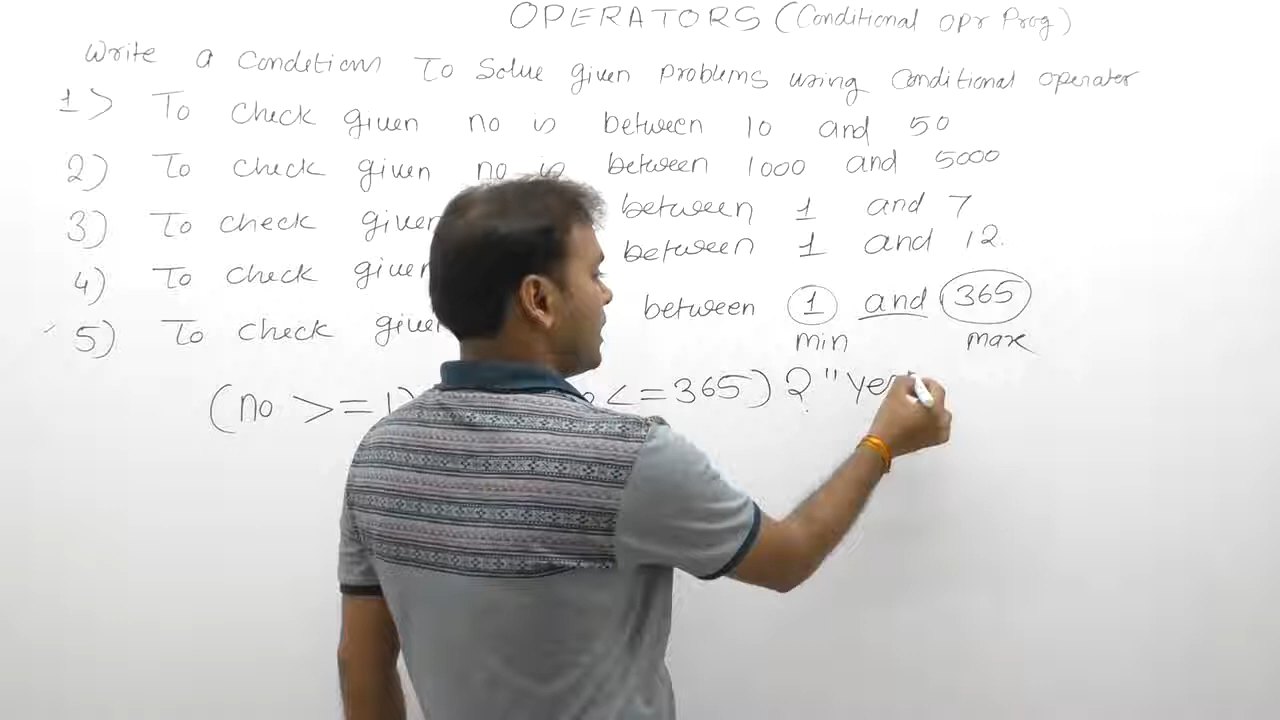 OPERATORS (Conditional opr Prog)
Write a Condetion To Solve given Problems using Conditional operator
1) To Check given no is between 10 and 50
2) To Check given no is between 1000 and 5000
3) To check given between 1 and 7
4) To Check given between 1 and 12.
5) To check given between 1 and 365
min max
(no >= 1) <= 365) ? "Yes